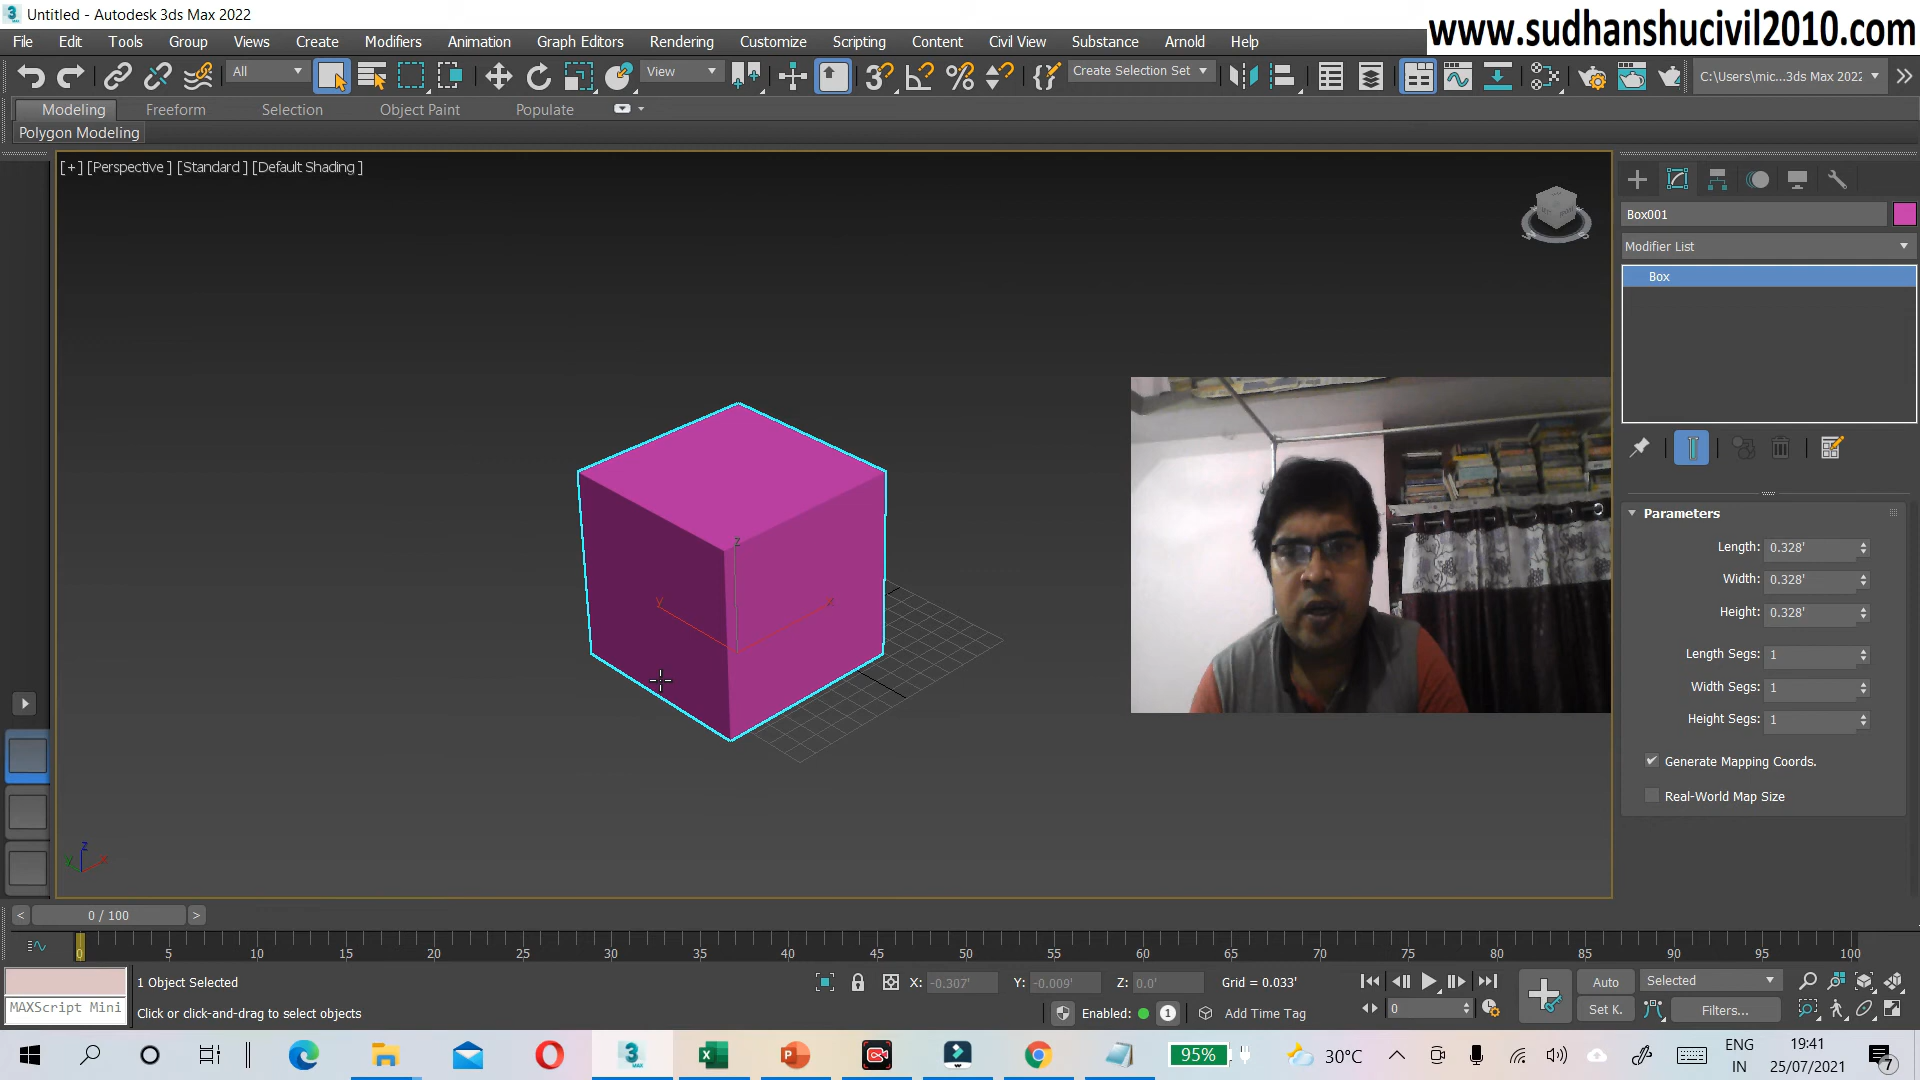 Untitled - Autodesk 3ds Max 2022
www.sudhanshucivil2010.com
File Edit Tools Group Views Create Modifiers Animation Graph Editors Rendering Customize Scripting Content Civil View Substance Arnold Help
All View Create Selection Set C:\Users\mic...3ds Max 2022
Modeling Freeform Selection Object Paint Populate
Polygon Modeling
[+] [Perspective ] [Standard ] [Default Shading ]
Box001
Modifier List
Box
Parameters
Length: 0.328'
Width: 0.328'
Height: 0.328'
Length Segs: 1
Width Segs: 1
Height Segs: 1
Generate Mapping Coords.
Real-World Map Size
z
y x
z
y x
< 0 / 100 >
0 5 10 15 20 25 30 35 40 45 50 55 60 65 70 75 80 85 90 95 100
1 Object Selected X: -0.307' Y: -0.009' Z: 0.0' Grid = 0.033' Auto Selected
MAXScript Mini Click or click-and-drag to select objects Enabled: 1 Add Time Tag 0 Set K. Filters...
95% 30°C ENG IN 19:41 25/07/2021 7